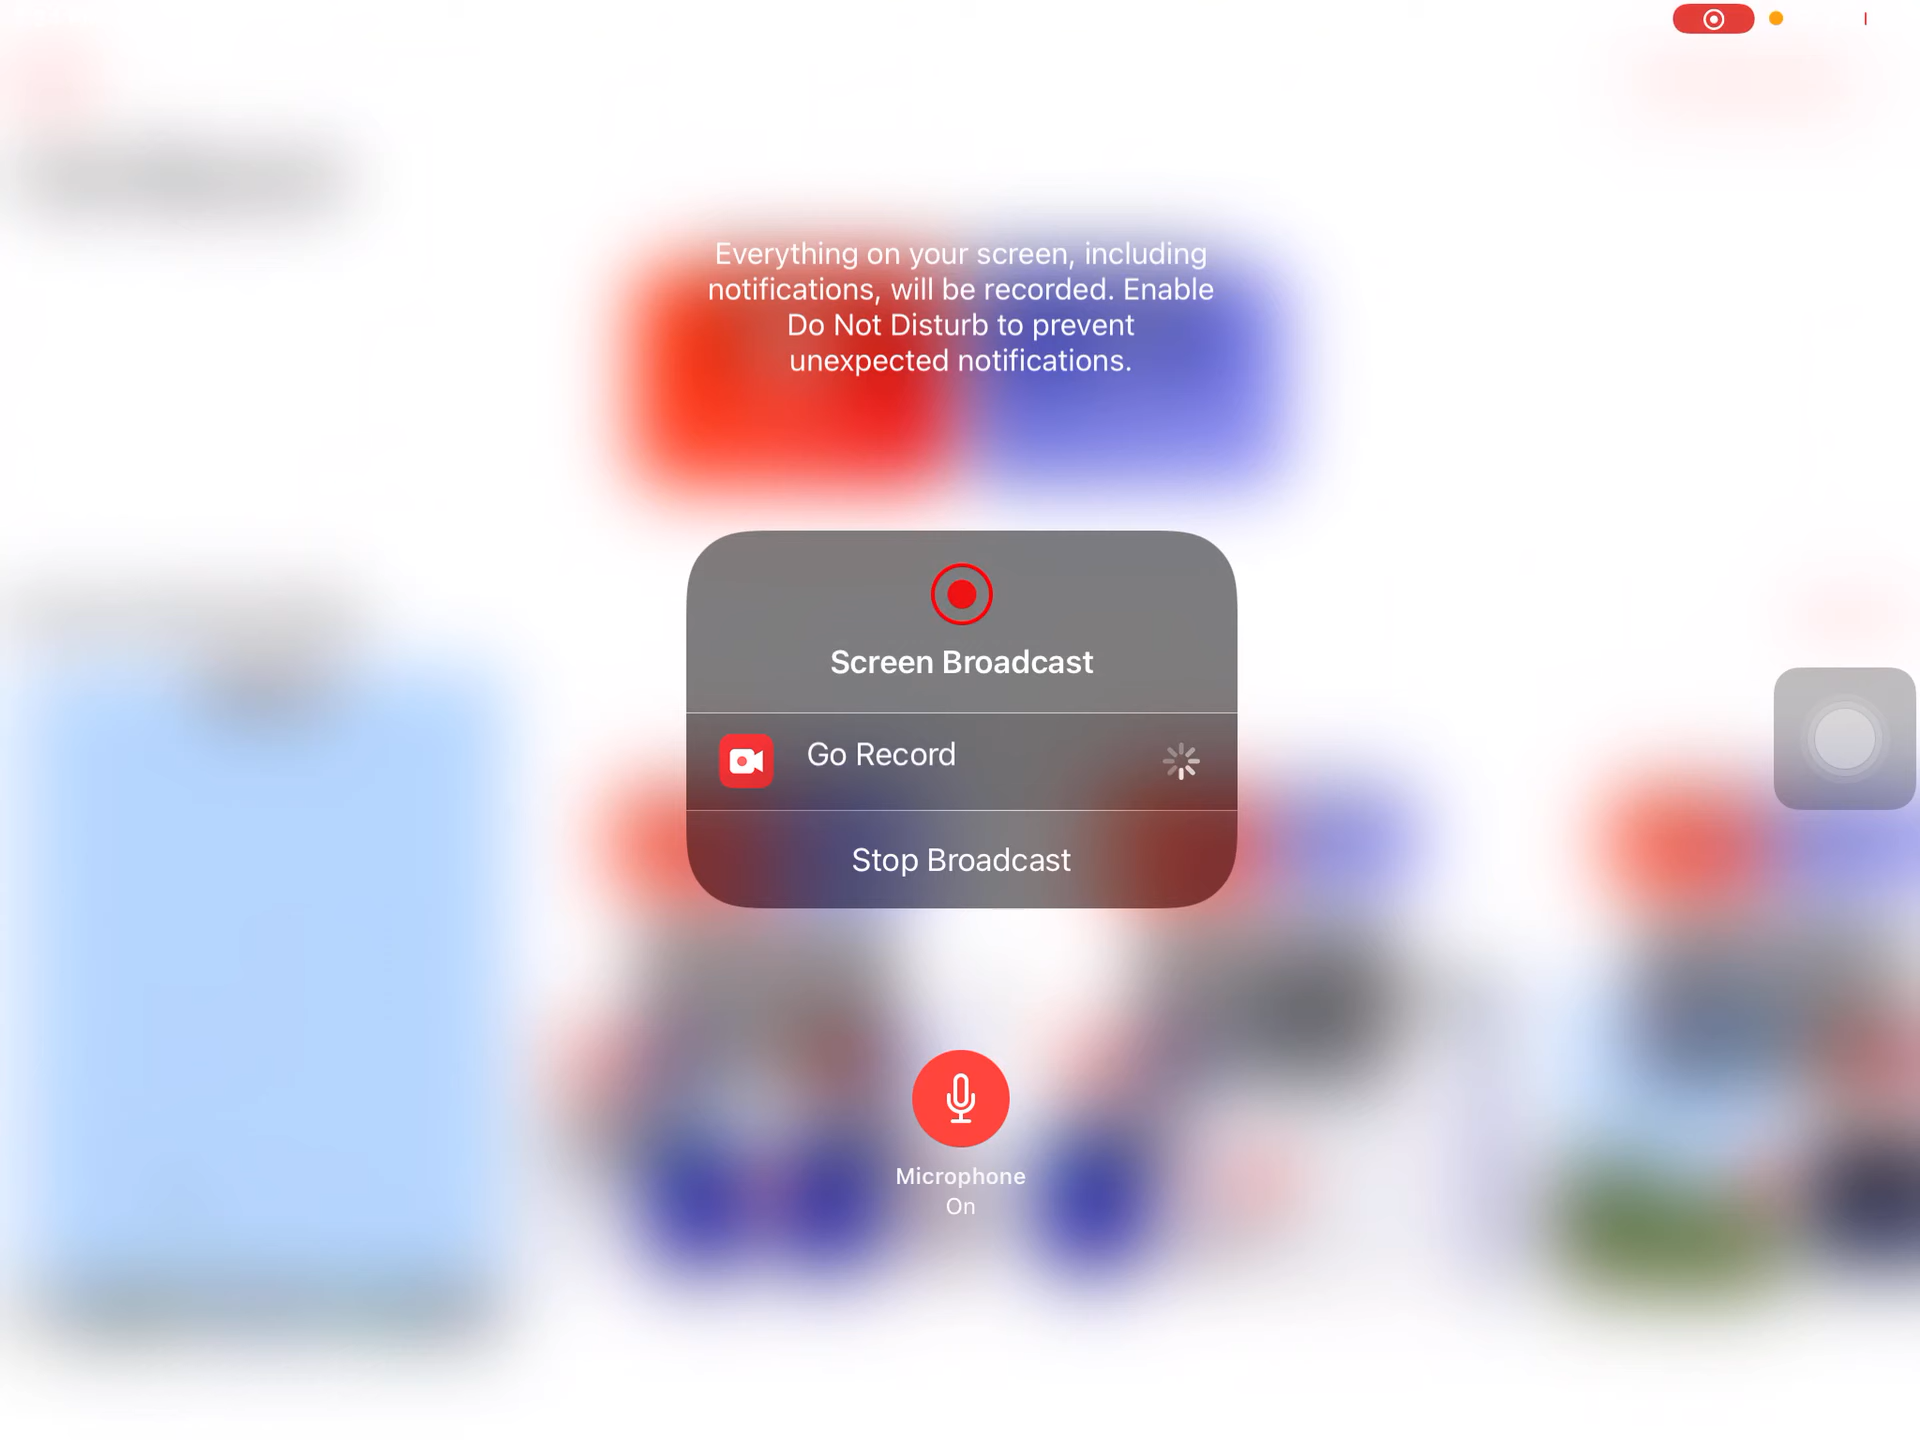 Everything on your screen, including
notifications, will be recorded. Enable
Do Not Disturb to prevent
unexpected notifications.
Screen Broadcast
Go Record
Stop Broadcast
Microphone
On